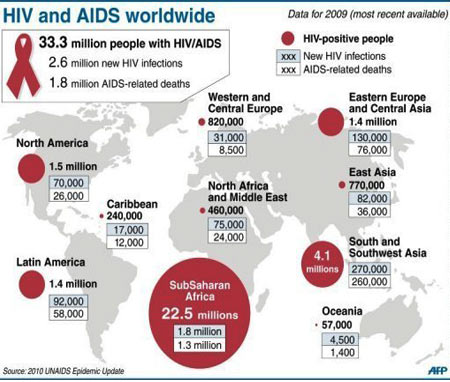 HIV and AIDS worldwide
Data for 2009 (most recent available)
33.3 million people with HIV/AIDS
2.6 million new HIV infections
1.8 million AIDS-related deaths
HIV-positive people
xxx New HIV infections
xxx AIDS-related deaths
Western and
Central Europe
820,000
31,000
8,500
Eastern Europe
and Central Asia
1.4 million
130,000
76,000
North America
1.5 million
70,000
26,000
Caribbean
240,000
17,000
12,000
North Africa
and Middle East
460,000
75,000
24,000
East Asia
770,000
82,000
36,000
Latin America
1.4 million
92,000
58,000
SubSaharan
Africa
22.5 millions
1.8 million
1.3 million
4.1
millions
South and
Southwest Asia
270,000
260,000
Oceania
57,000
4,500
1,400
Source: 2010 UNAIDS Epidemic Update
AFP